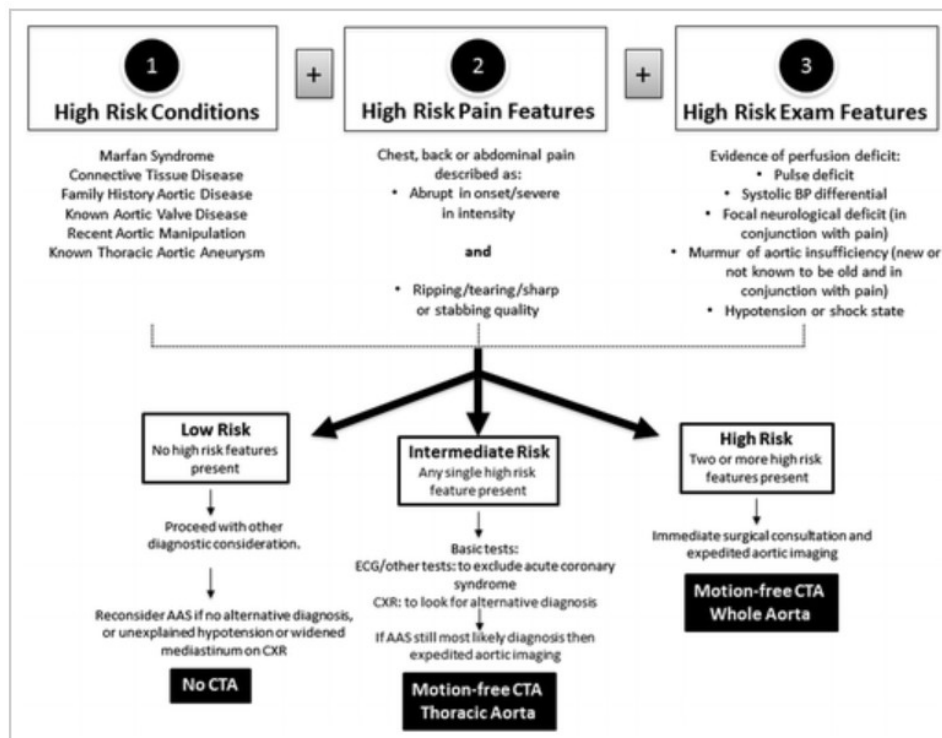 1
High Risk Conditions
Marfan Syndrome
Connective Tissue Disease
Family History Aortic Disease
Known Aortic Valve Disease
Recent Aortic Manipulation
Known Thoracic Aortic Aneurysm
+
2
High Risk Pain Features
Chest, back or abdominal pain
described as:
• Abrupt in onset/severe
in intensity
and
• Ripping/tearing/sharp
or stabbing quality
+
3
High Risk Exam Features
Evidence of perfusion deficit:
• Pulse deficit
• Systolic BP differential
• Focal neurological deficit (in
conjunction with pain)
• Murmur of aortic insufficiency (new or
not known to be old and in
conjunction with pain)
• Hypotension or shock state
Low Risk
No high risk features
present
Proceed with other
diagnostic consideration.
Reconsider AAS if no alternative diagnosis,
or unexplained hypotension or widened
mediastinum on CXR
No CTA
Intermediate Risk
Any single high risk
feature present
Basic tests:
ECG/other tests: to exclude acute coronary
syndrome
CXR: to look for alternative diagnosis
If AAS still most likely diagnosis then
expedited aortic imaging
Motion-free CTA
Thoracic Aorta
High Risk
Two or more high risk
features present
Immediate surgical consultation and
expedited aortic imaging
Motion-free CTA
Whole Aorta